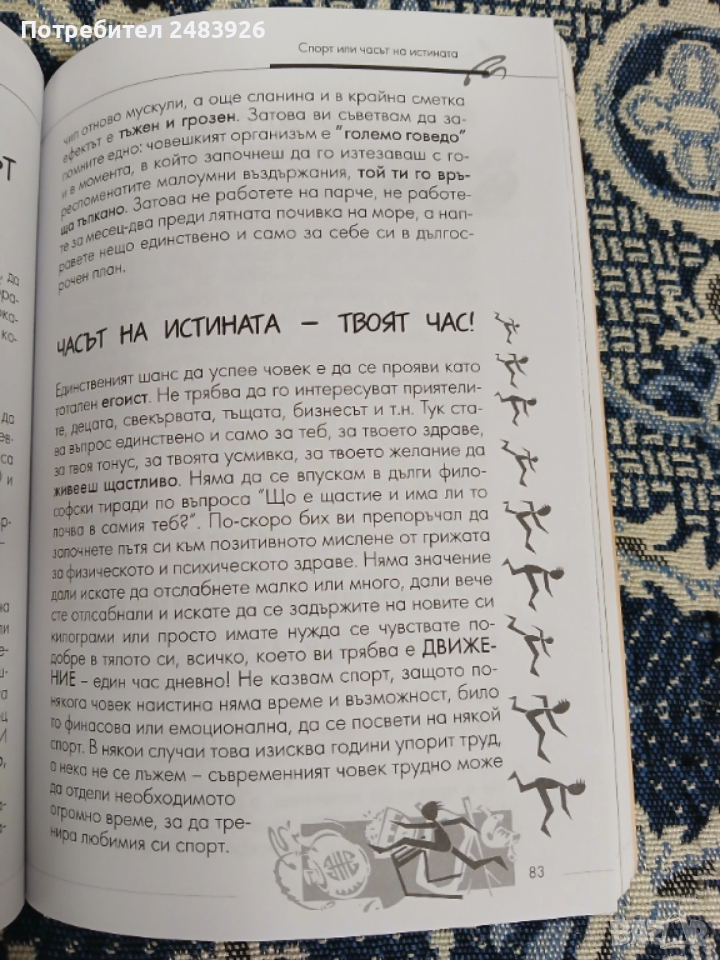 Потребител 2483926
Спорт или часът на истината
чип отново мускули, а още сланина и в крайна сметка
ефектът е тъжен и грозен. Затова ви съветвам да за-
помните едно: човешкият организъм е "големо говедо"
и в момента, в който започнеш да го изтезаваш с го-
респоменатите малоумни въздържания, той ти го връ-
ща тъпкано. Затова не работете на парче, не работе-
те за месец-два преди лятната почивка на море, а нап-
равете нещо единствено и само за себе си в дългос-
рочен план.
ЧАСЪТ НА ИСТИНАТА – ТВОЯТ ЧАС!
Единственият шанс да успее човек е да се прояви като
тотален егоист. Не трябва да го интересуват приятели-
те, децата, свекървата, тъщата, бизнесът и т.н. Тук ста-
ва въпрос единствено и само за теб, за твоето здраве,
за твоя тонус, за твоята усмивка, за твоето желание да
живееш щастливо. Няма да се впускам в дълги фило-
софски тиради по въпроса "Що е щастие и има ли то
почва в самия теб?". По-скоро бих ви препоръчал да
започнете пътя си към позитивното мислене от грижата
за физическото и психическото здраве. Няма значение
дали искате да отслабнете малко или много, дали вече
сте отлсабнали и искате да се задържите на новите си
килограми или просто имате нужда се чувствате по-
добре в тялото си, всичко, което ви трябва е ДВИЖЕ-
НИЕ – един час дневно! Не казвам спорт, защото по-
някога човек наистина няма време и възможност, било
то финасова или емоционална, да се посвети на някой
спорт. В някои случаи това изисква години упорит труд,
а нека не се лъжем – съвременният човек трудно може
да отдели необходимото
огромно време, за да тре-
нира любимия си спорт.
83